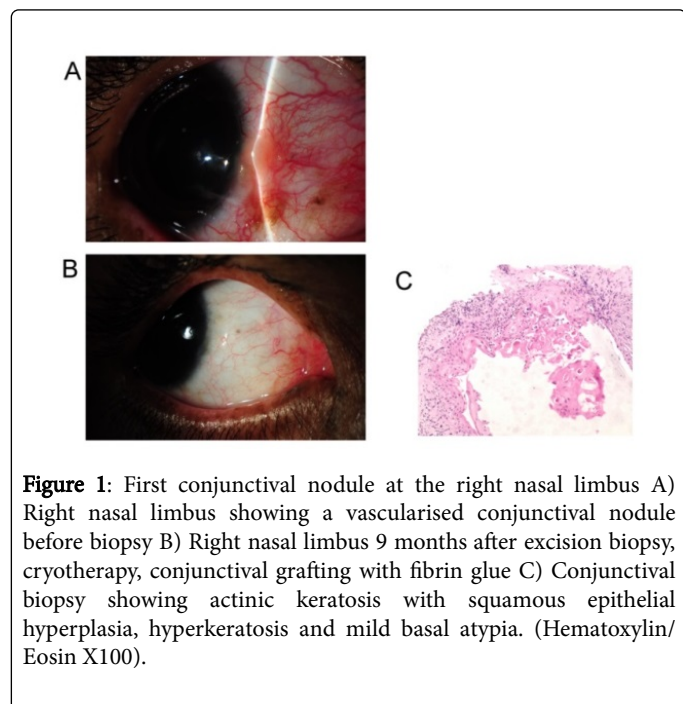 A
B
C
Figure 1: First conjunctival nodule at the right nasal limbus A)
Right nasal limbus showing a vascularised conjunctival nodule
before biopsy B) Right nasal limbus 9 months after excision biopsy,
cryotherapy, conjunctival grafting with fibrin glue C) Conjunctival
biopsy showing actinic keratosis with squamous epithelial
hyperplasia, hyperkeratosis and mild basal atypia. (Hematoxylin/
Eosin X100).